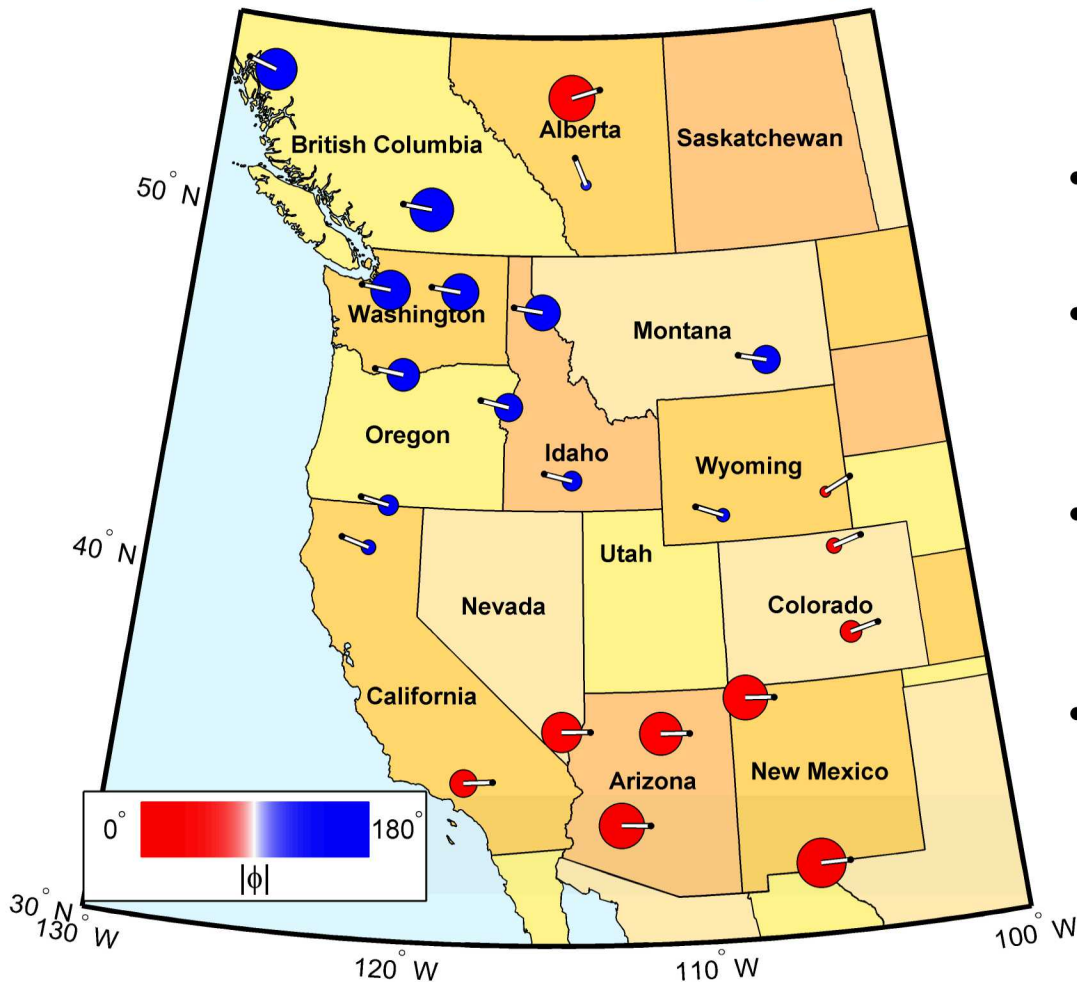 British Columbia
Alberta
Saskatchewan
50° N
Washington
Montana
Oregon
Idaho
Wyoming
40° N
Utah
Nevada
Colorado
California
Arizona
New Mexico
0°
180°
|ϕ|
30° N
130° W
120° W
110° W
100° W
•
•
•
•